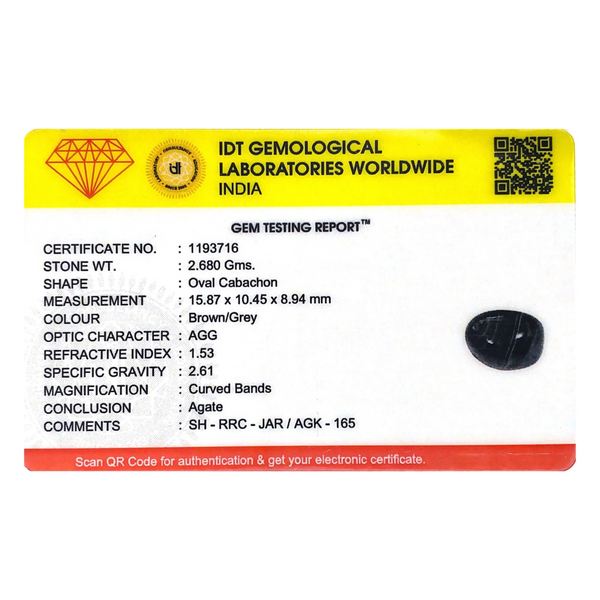 IDT GEMOLOGICAL
LABORATORIES WORLDWIDE
INDIA
GEM TESTING REPORT™
CERTIFICATE NO. : 1193716
STONE WT. : 2.680 Gms.
SHAPE : Oval Cabachon
MEASUREMENT : 15.87 x 10.45 x 8.94 mm
COLOUR : Brown/Grey
OPTIC CHARACTER : AGG
REFRACTIVE INDEX : 1.53
SPECIFIC GRAVITY : 2.61
MAGNIFICATION : Curved Bands
CONCLUSION : Agate
COMMENTS : SH - RRC - JAR / AGK - 165
Scan QR Code for authentication & get your electronic certificate.